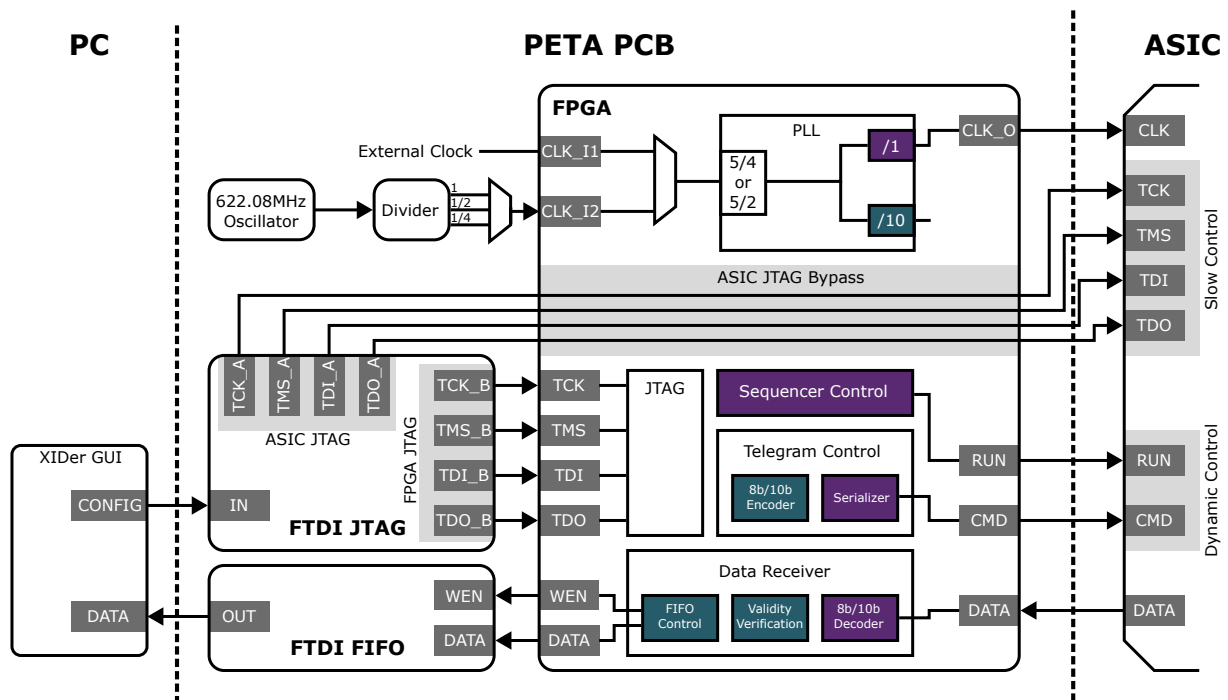 PC
PETA PCB
ASIC
FPGA
PLL
External Clock
CLK_I1
CLK_I2
622.08MHz
Oscillator
Divider
1
1/2
1/4
5/4
or
5/2
/1
/10
CLK_O
CLK
TCK
TMS
TDI
TDO
Slow Control
ASIC JTAG Bypass
TCK_A
TMS_A
TDI_A
TDO_A
ASIC JTAG
FPGA JTAG
TCK_B
TMS_B
TDI_B
TDO_B
TCK
TMS
TDI
TDO
JTAG
Sequencer Control
Telegram Control
8b/10b
Encoder
Serializer
RUN
CMD
RUN
CMD
Dynamic Control
XIDer GUI
CONFIG
IN
FTDI JTAG
DATA
OUT
FTDI FIFO
WEN
DATA
WEN
DATA
Data Receiver
FIFO
Control
Validity
Verification
8b/10b
Decoder
DATA
DATA